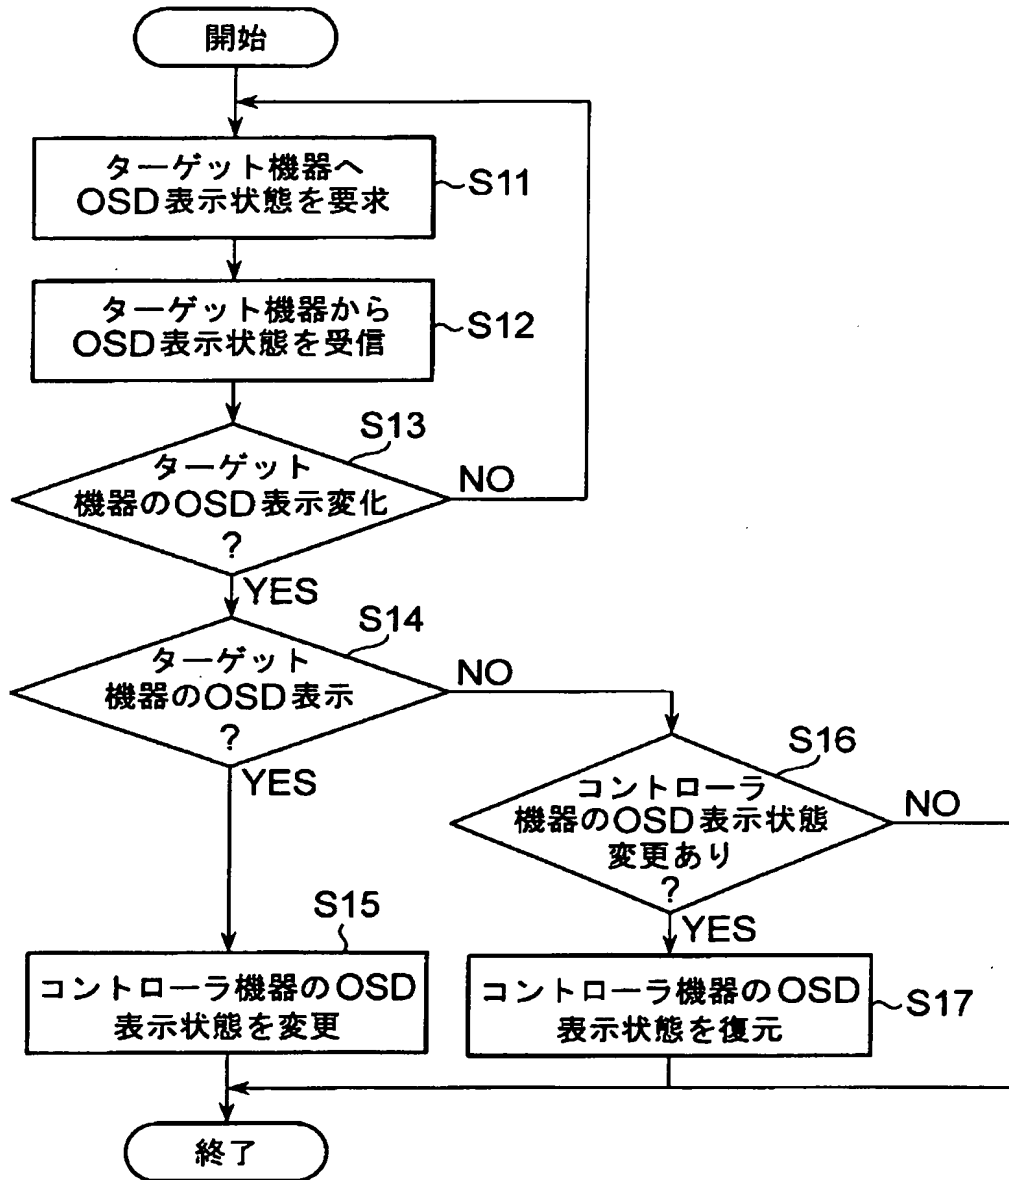 開始
ターゲット機器へ
OSD表示状態を要求
S11
ターゲット機器から
OSD表示状態を受信
S12
S13
ターゲット
機器のOSD表示変化
?
NO
YES
S14
ターゲット
機器のOSD表示
?
NO
YES
S16
コントローラ
機器のOSD表示状態
変更あり
?
NO
YES
S15
コントローラ機器のOSD
表示状態を変更
コントローラ機器のOSD
表示状態を復元
S17
終了